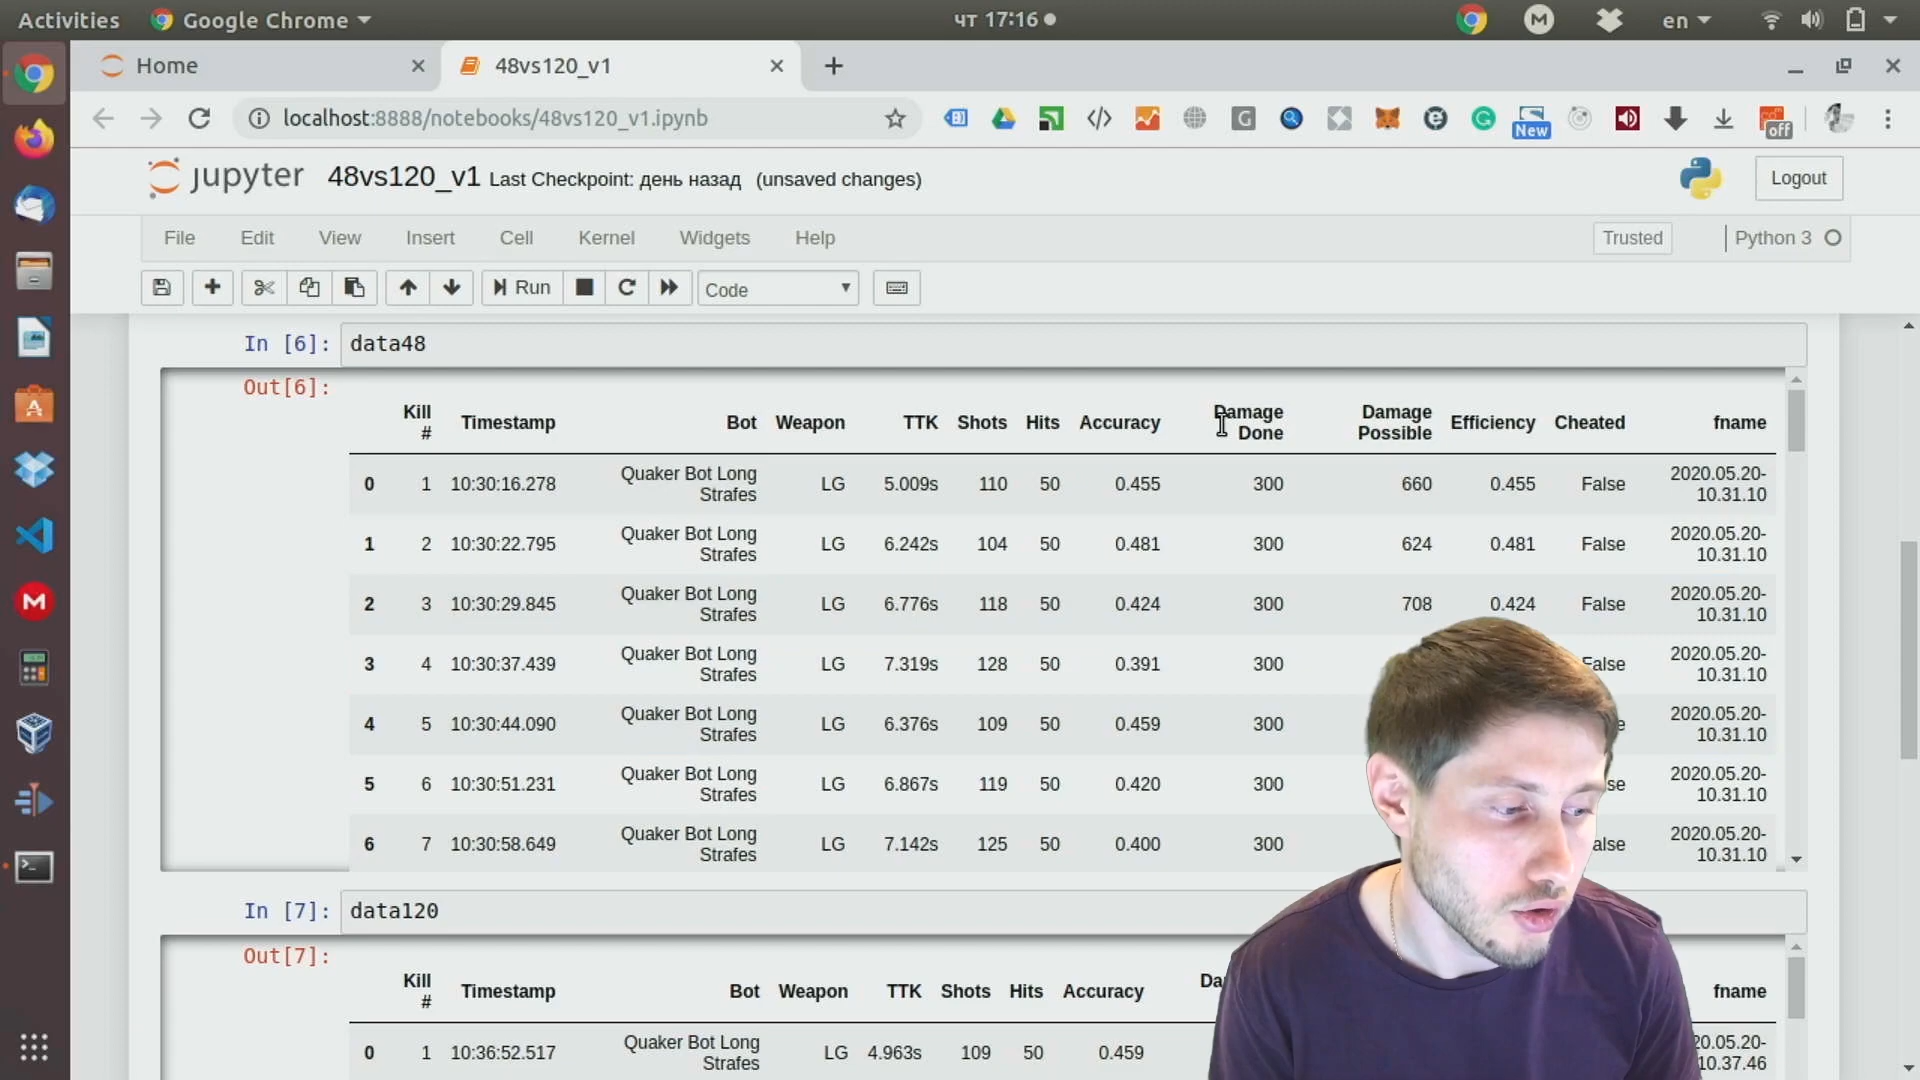 Activities Google Chrome чт 17:16 en
Home 48vs120_v1
localhost:8888/notebooks/48vs120_v1.ipynb New off
jupyter 48vs120_v1 Last Checkpoint: день назад (unsaved changes) Logout
File Edit View Insert Cell Kernel Widgets Help Trusted Python 3
Run Code
In [6]: data48
Out[6]:
Kill # Timestamp Bot Weapon TTK Shots Hits Accuracy Damage Done Damage Possible Efficiency Cheated fname
0 1 10:30:16.278 Quaker Bot Long Strafes LG 5.009s 110 50 0.455 300 660 0.455 False 2020.05.20-10.31.10
1 2 10:30:22.795 Quaker Bot Long Strafes LG 6.242s 104 50 0.481 300 624 0.481 False 2020.05.20-10.31.10
2 3 10:30:29.845 Quaker Bot Long Strafes LG 6.776s 118 50 0.424 300 708 0.424 False 2020.05.20-10.31.10
3 4 10:30:37.439 Quaker Bot Long Strafes LG 7.319s 128 50 0.391 300 False 2020.05.20-10.31.10
4 5 10:30:44.090 Quaker Bot Long Strafes LG 6.376s 109 50 0.459 300 2020.05.20-10.31.10
5 6 10:30:51.231 Quaker Bot Long Strafes LG 6.867s 119 50 0.420 300 2020.05.20-10.31.10
6 7 10:30:58.649 Quaker Bot Long Strafes LG 7.142s 125 50 0.400 300 2020.05.20-10.31.10
In [7]: data120
Out[7]:
Kill # Timestamp Bot Weapon TTK Shots Hits Accuracy fname
0 1 10:36:52.517 Quaker Bot Long Strafes LG 4.963s 109 50 0.459